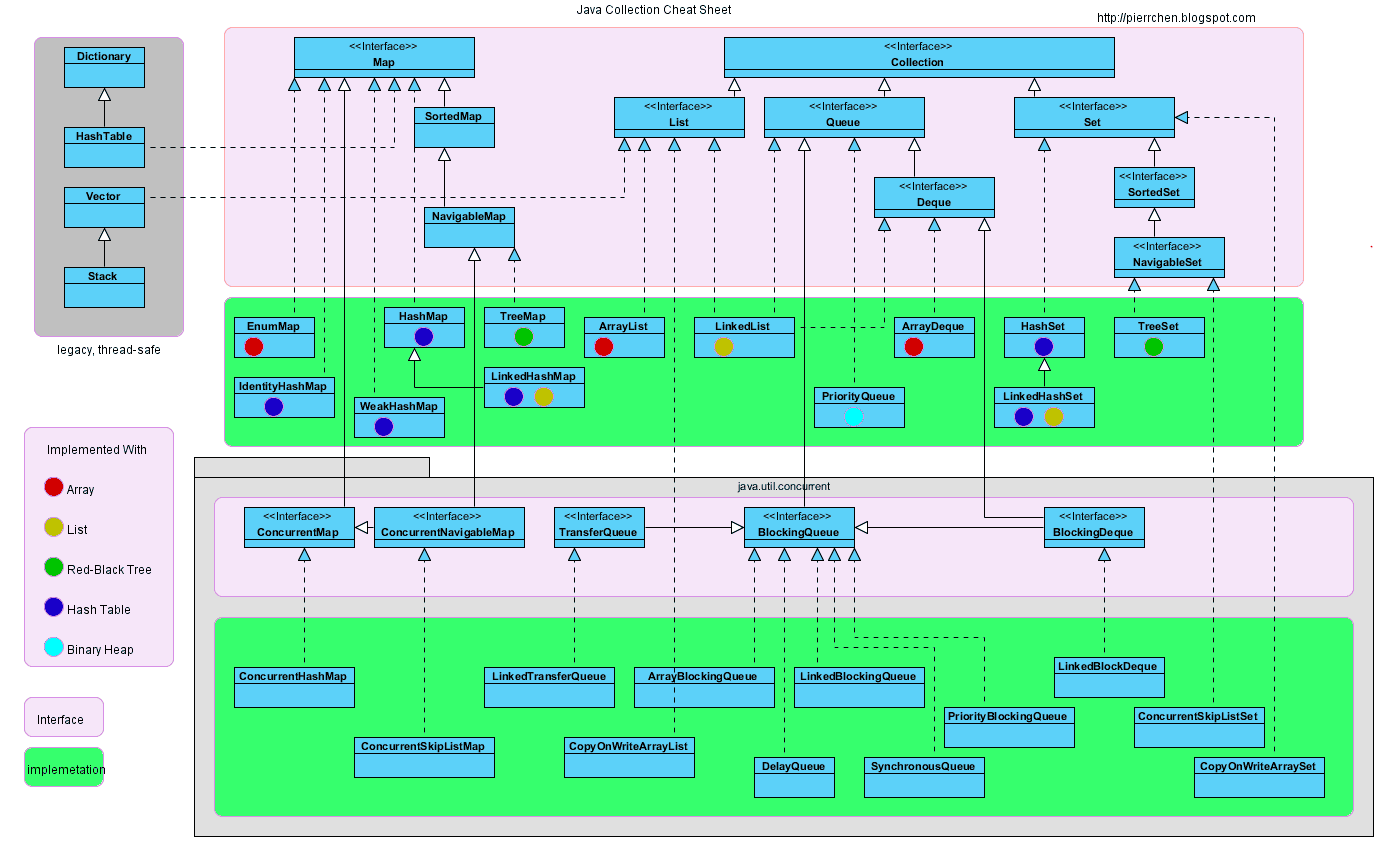 Java Collection Cheat Sheet
http://pierrchen.blogspot.com
Dictionary
HashTable
Vector
Stack
legacy, thread-safe
<<Interface>>
Map
<<Interface>>
Collection
SortedMap
<<Interface>>
List
<<Interface>>
Queue
<<Interface>>
Set
<<Interface>>
Deque
<<Interface>>
SortedSet
NavigableMap
<<Interface>>
NavigableSet
EnumMap
HashMap
TreeMap
ArrayList
LinkedList
ArrayDeque
HashSet
TreeSet
IdentityHashMap
WeakHashMap
LinkedHashMap
PriorityQueue
LinkedHashSet
Implemented With
Array
List
Red-Black Tree
Hash Table
Binary Heap
Interface
implemetation
java.util.concurrent
<<Interface>>
ConcurrentMap
<<Interface>>
ConcurrentNavigableMap
<<Interface>>
TransferQueue
<<Interface>>
BlockingQueue
<<Interface>>
BlockingDeque
ConcurrentHashMap
LinkedTransferQueue
ArrayBlockingQueue
LinkedBlockingQueue
LinkedBlockDeque
PriorityBlockingQueue
ConcurrentSkipListSet
ConcurrentSkipListMap
CopyOnWriteArrayList
DelayQueue
SynchronousQueue
CopyOnWriteArraySet